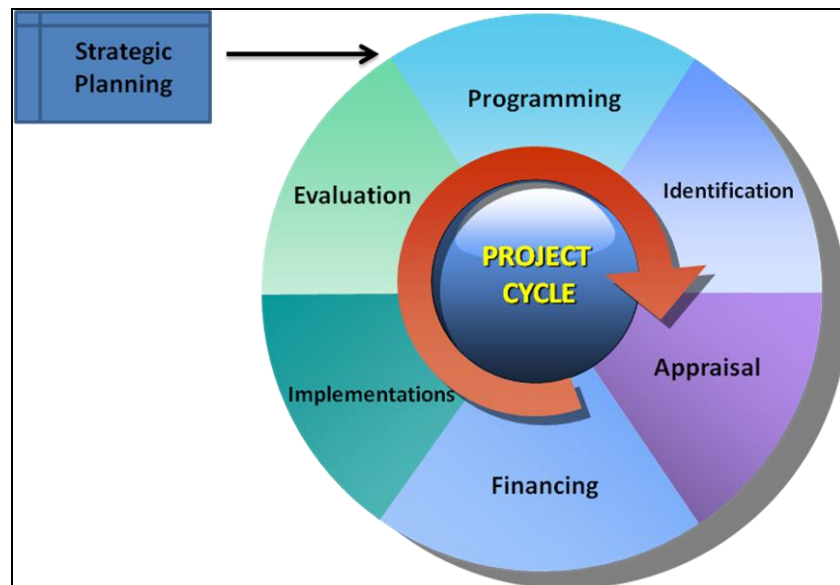 Strategic
Planning
Programming
Identification
Appraisal
Financing
Implementations
Evaluation
PROJECT
CYCLE